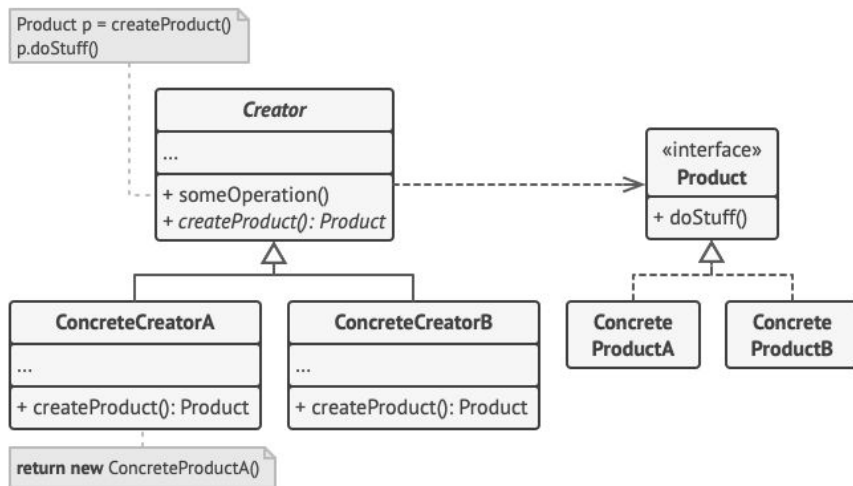 Product p = createProduct()
p.doStuff()
Creator
...
+ someOperation()
+ createProduct(): Product
«interface»
Product
+ doStuff()
ConcreteCreatorA
...
+ createProduct(): Product
ConcreteCreatorB
...
+ createProduct(): Product
Concrete
ProductA
Concrete
ProductB
return new ConcreteProductA()